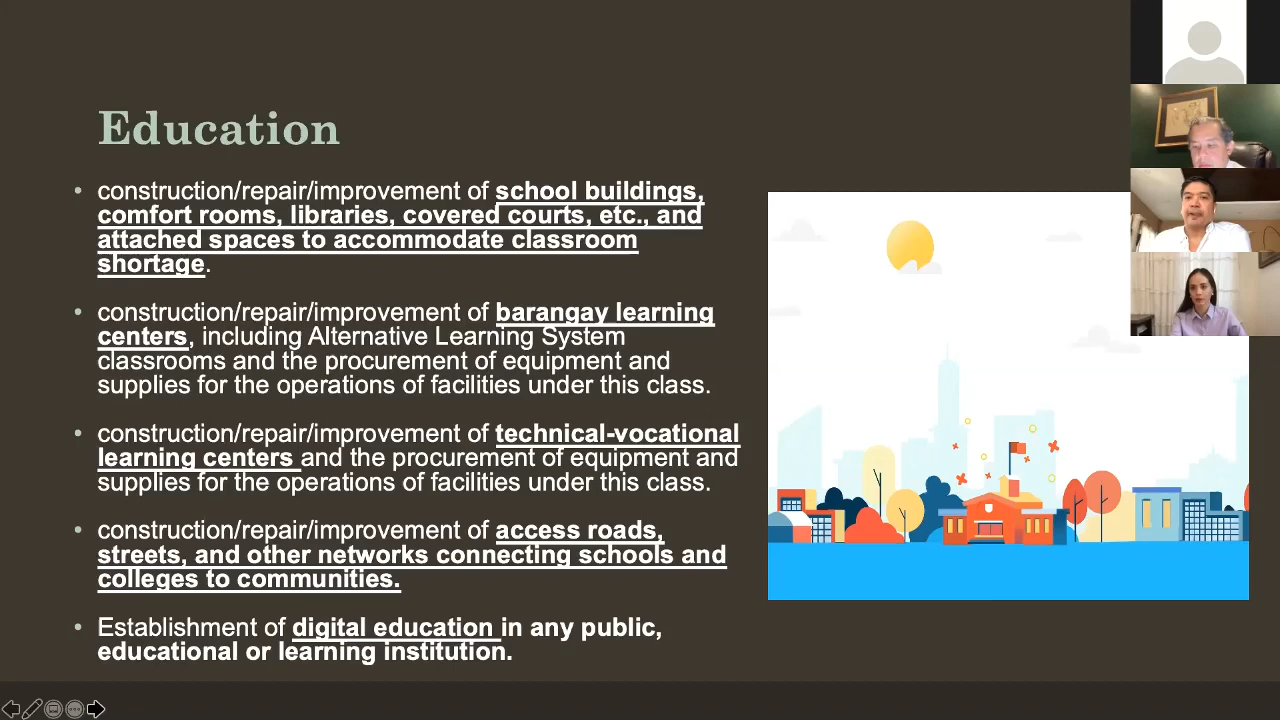 Education
• construction/repair/improvement of school buildings,
comfort rooms, libraries, covered courts, etc., and
attached spaces to accommodate classroom
shortage.
• construction/repair/improvement of barangay learning
centers, including Alternative Learning System
classrooms and the procurement of equipment and
supplies for the operations of facilities under this class.
• construction/repair/improvement of technical-vocational
learning centers and the procurement of equipment and
supplies for the operations of facilities under this class.
• construction/repair/improvement of access roads,
streets, and other networks connecting schools and
colleges to communities.
• Establishment of digital education in any public,
educational or learning institution.